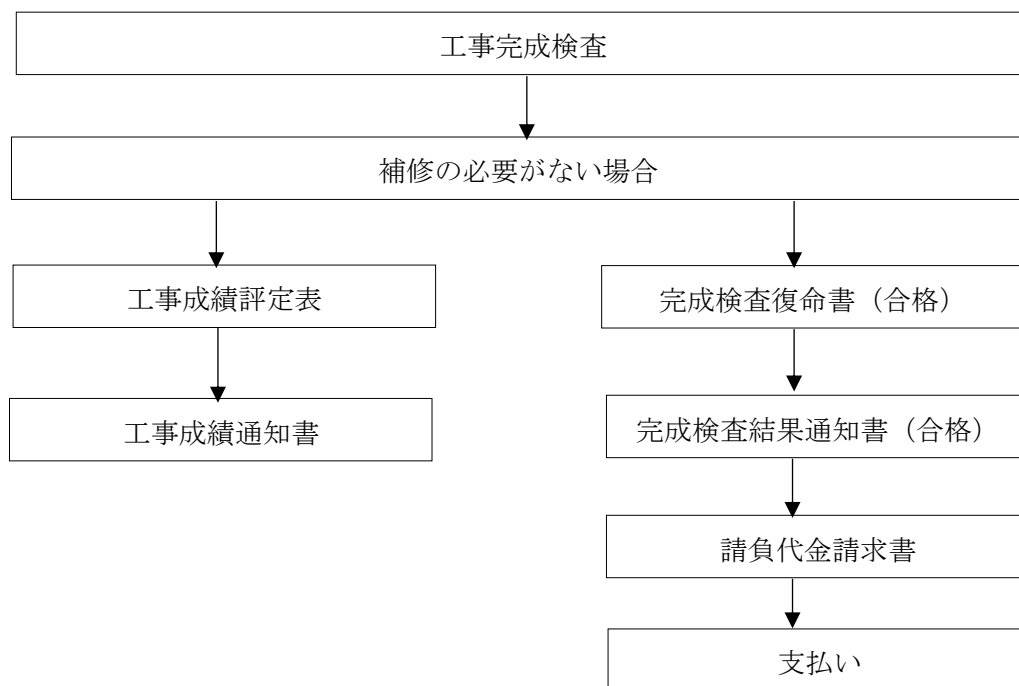 工事完成検査
補修の必要がない場合
工事成績評定表
完成検査復命書（合格）
工事成績通知書
完成検査結果通知書（合格）
請負代金請求書
支払い